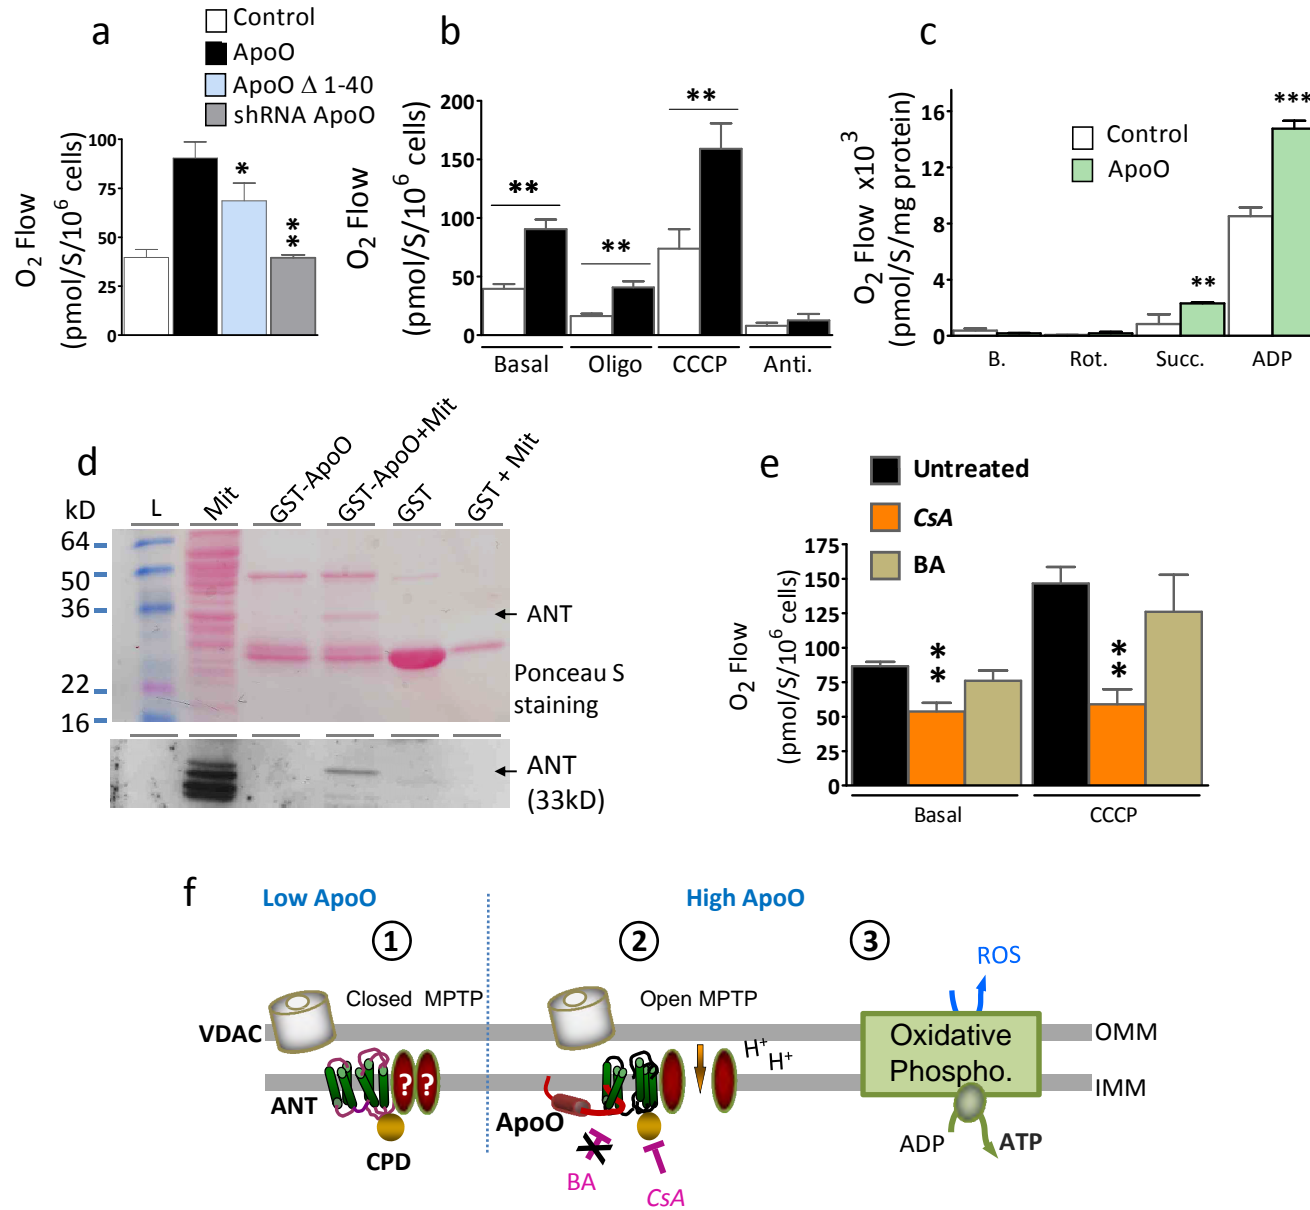 a
Control
ApoO
ApoO Δ 1-40
shRNA ApoO
O2 Flow
(pmol/S/10^6 cells)
100
50
25
0
*
**
b
O2 Flow
(pmol/S/10^6 cells)
200
150
100
50
0
**
**
**
Basal
Oligo
CCCP
Anti.
c
O2 Flow x10^3
(pmol/S/mg protein)
16
12
8
4
0
Control
ApoO
**
***
B.
Rot.
Succ.
ADP
d
kD
L
Mit
GST-ApoO
GST-ApoO+Mit
GST
GST + Mit
64
50
36
22
16
ANT
Ponceau S
staining
ANT
(33kD)
e
Untreated
CsA
BA
O2 Flow
(pmol/S/10^6 cells)
175
150
125
100
75
50
25
0
**
**
Basal
CCCP
f
Low ApoO
High ApoO
1
2
3
ROS
Closed MPTP
Open MPTP
VDAC
OMM
H+
H+
Oxidative
Phospho.
IMM
ANT
? ?
ApoO
CPD
BA
CsA
ADP
ATP